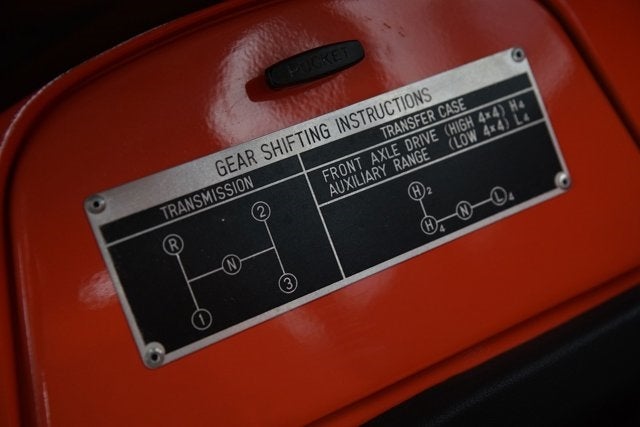 POCKET
GEAR SHIFTING INSTRUCTIONS
TRANSMISSION
R 2
N
1 3
TRANSFER CASE
FRONT AXLE DRIVE (HIGH 4×4) H4
AUXILIARY RANGE (LOW 4×4) L4
H2
H4 N L4